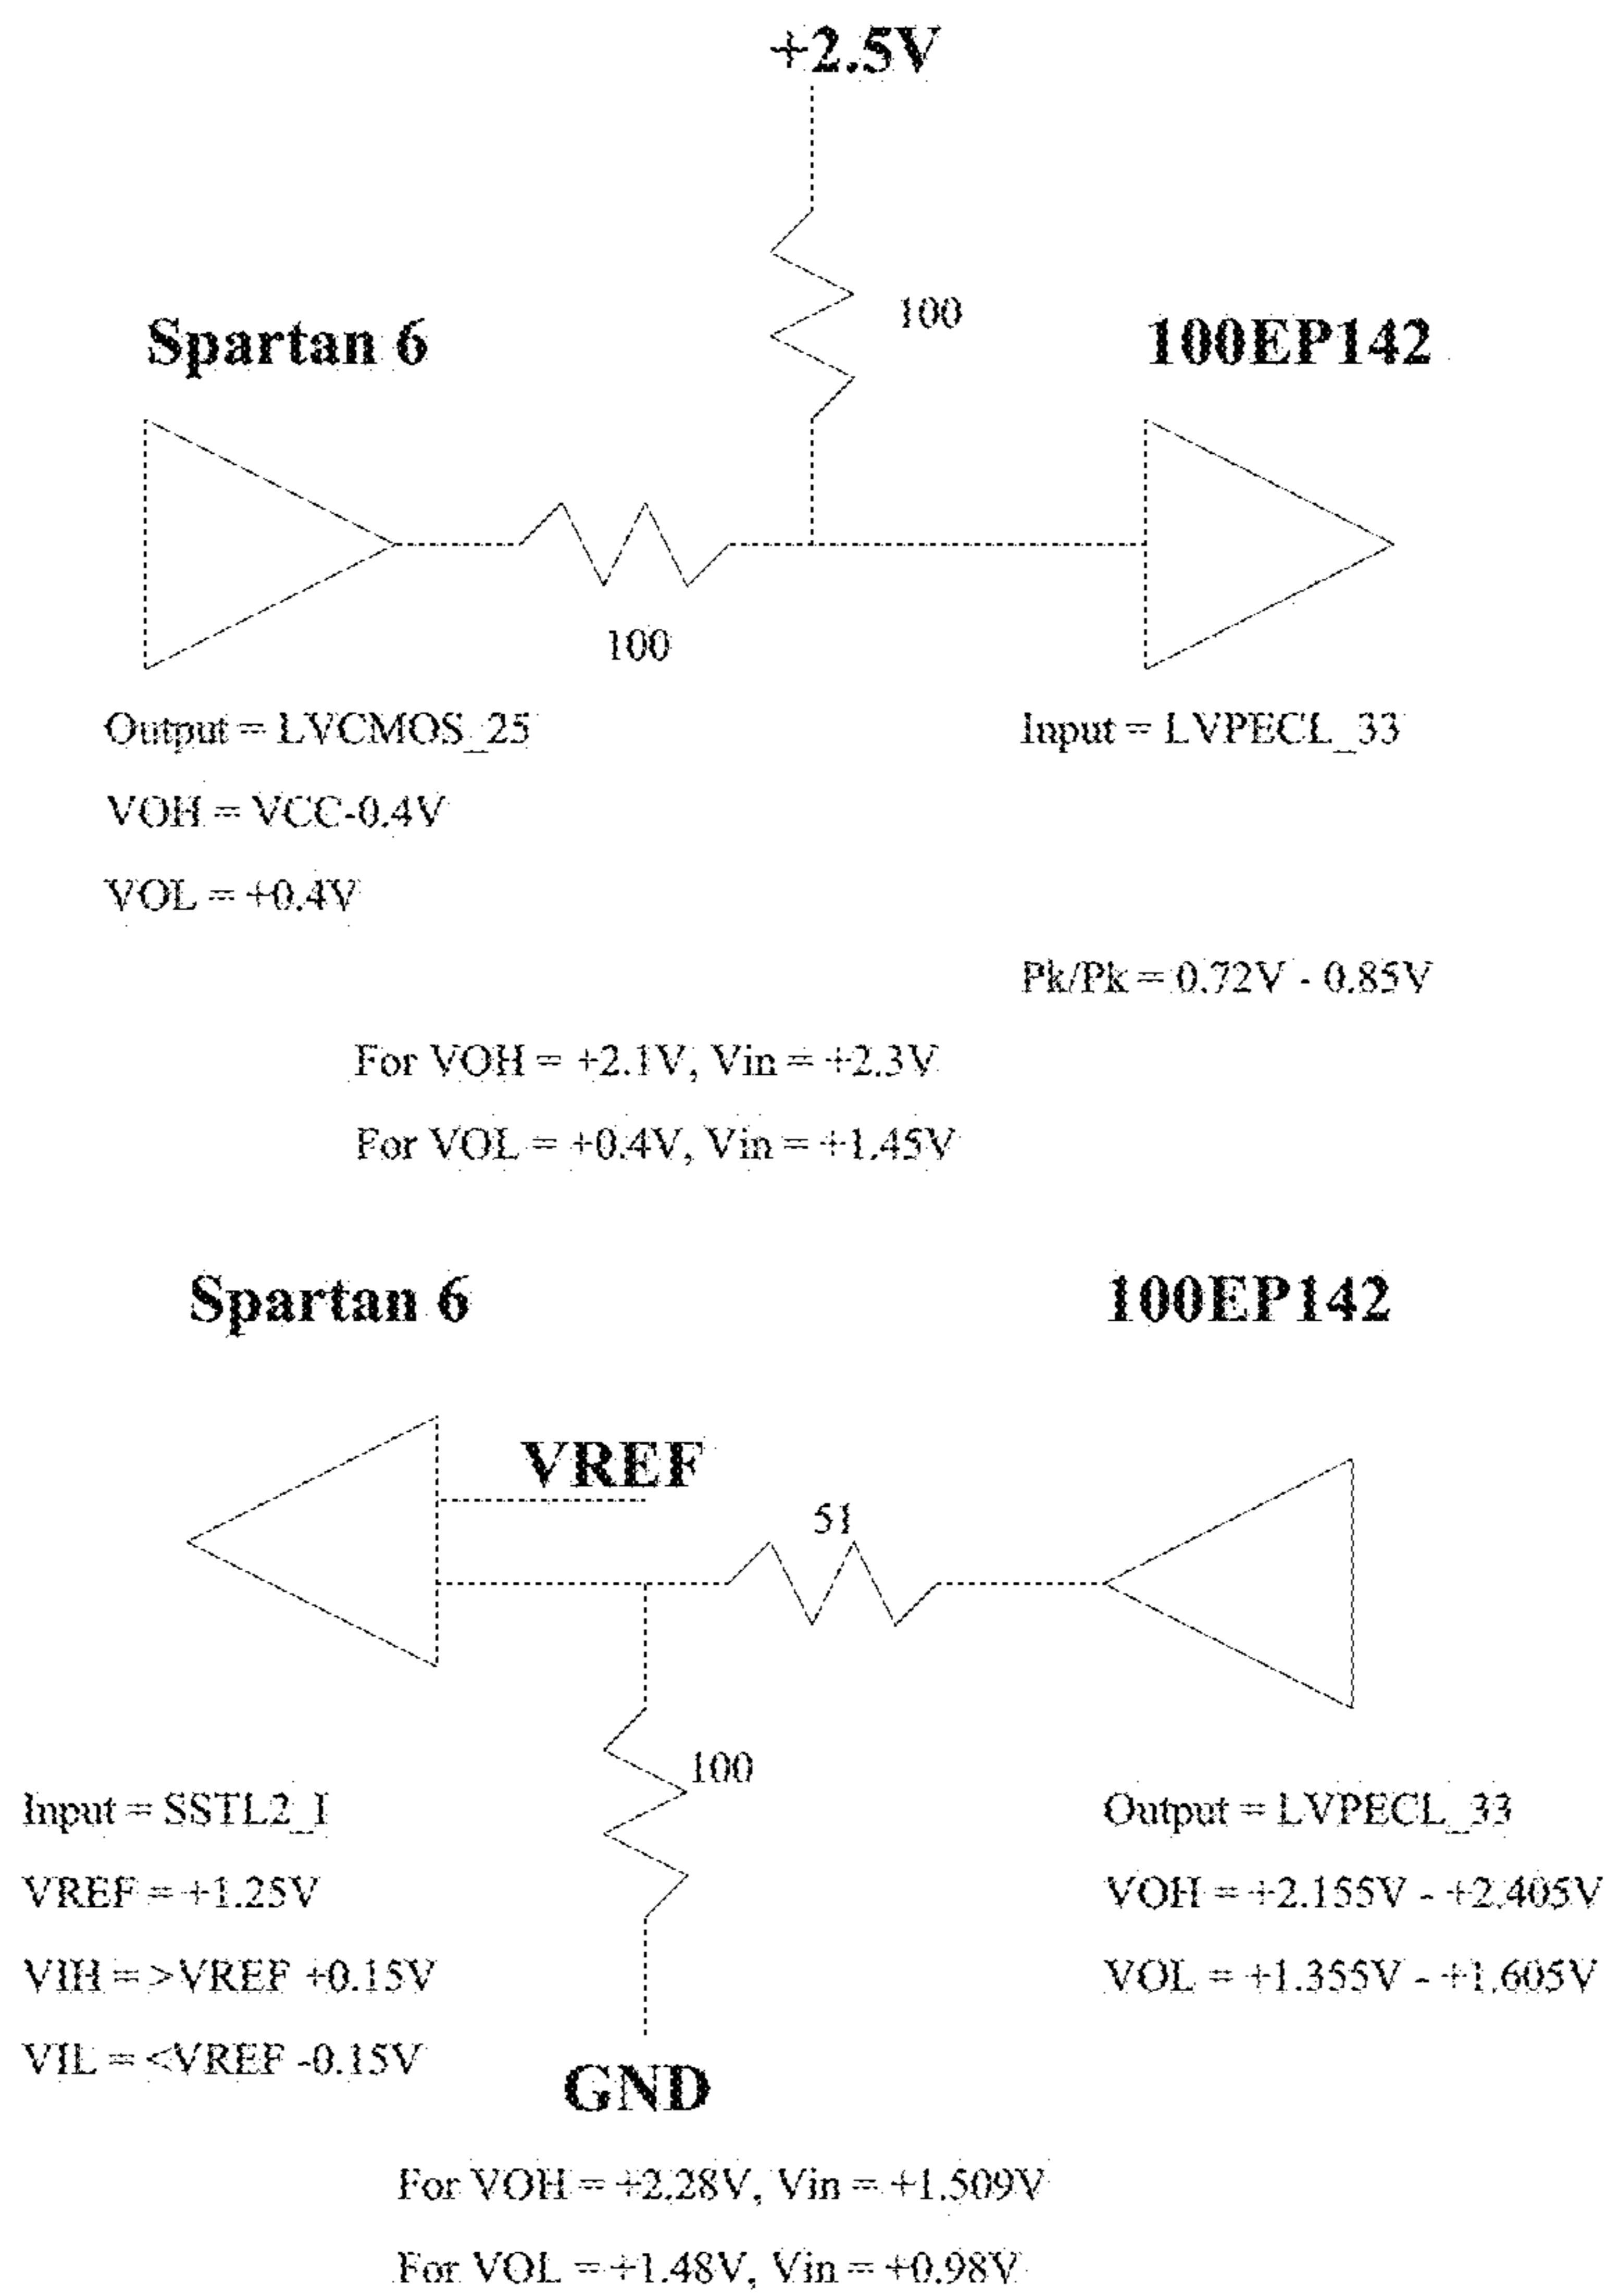 +2.5V
100
Spartan 6
100EP142
100
Output = LVCMOS_25
Input = LVPECL_33
VOH = VCC-0.4V
VOL = +0.4V
Pk/Pk = 0.72V - 0.85V
For VOH = +2.1V, Vin = +2.3V
For VOL = +0.4V, Vin = +1.45V
Spartan 6
100EP142
VREF
51
100
Input = SSTL2_I
Output = LVPECL_33
VREF = +1.25V
VOH = +2.155V - +2.405V
VIH = >VREF +0.15V
VOL = +1.355V - +1.605V
VIL = <VREF -0.15V
GND
For VOH = +2.28V, Vin = +1.509V
For VOL = +1.48V, Vin = +0.98V